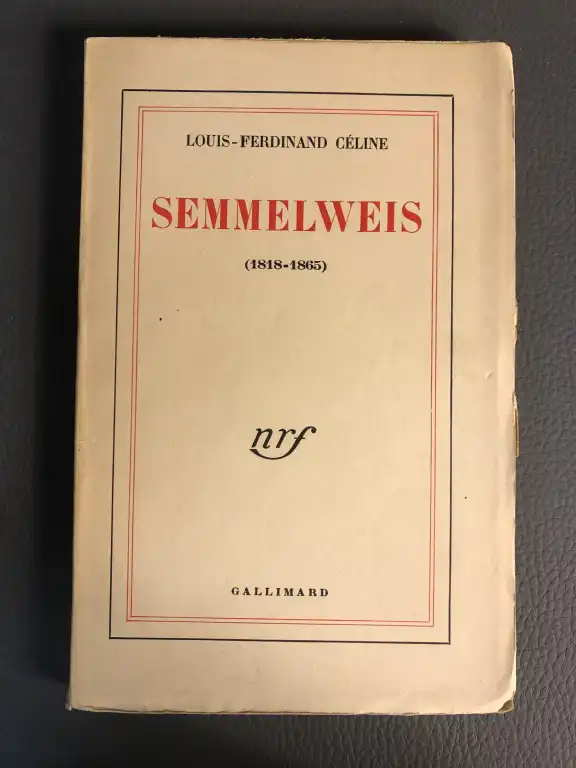 LOUIS-FERDINAND CÉLINE
SEMMELWEIS
(1818-1865)
nrf
GALLIMARD